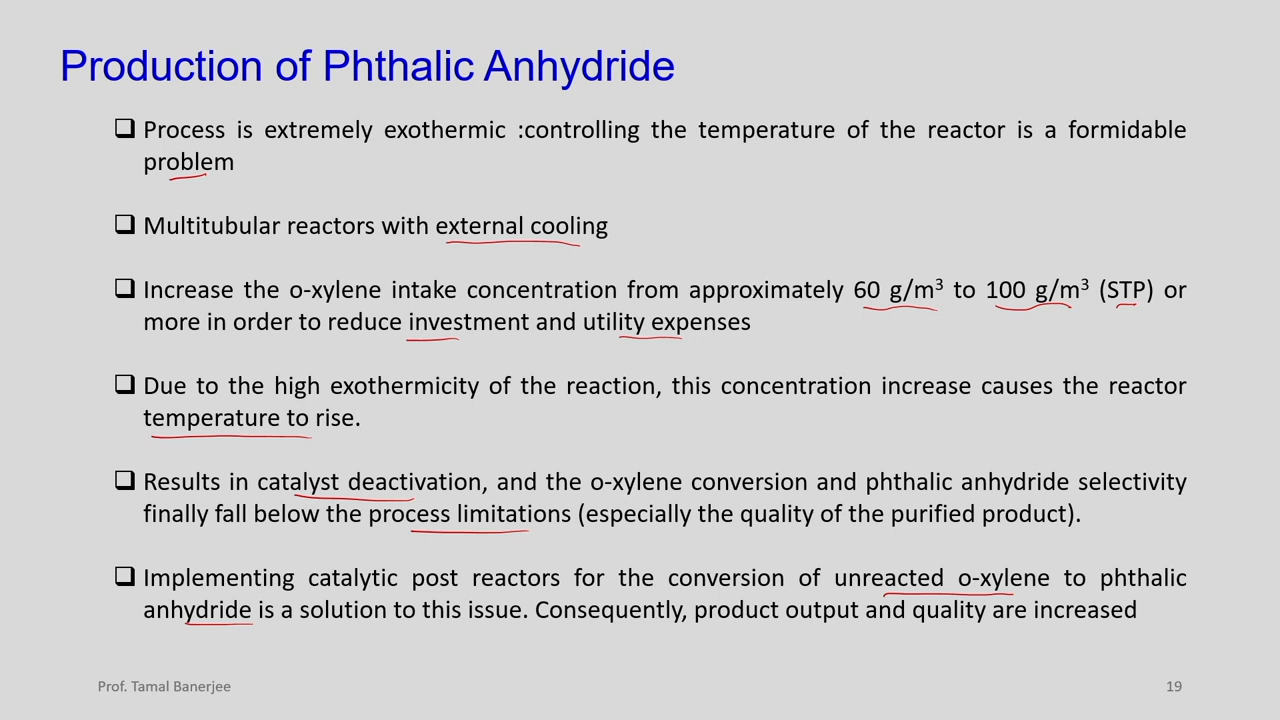 Production of Phthalic Anhydride
❑ Process is extremely exothermic :controlling the temperature of the reactor is a formidable
problem
❑ Multitubular reactors with external cooling
❑ Increase the o-xylene intake concentration from approximately 60 g/m³ to 100 g/m³ (STP) or
more in order to reduce investment and utility expenses
❑ Due to the high exothermicity of the reaction, this concentration increase causes the reactor
temperature to rise.
❑ Results in catalyst deactivation, and the o-xylene conversion and phthalic anhydride selectivity
finally fall below the process limitations (especially the quality of the purified product).
❑ Implementing catalytic post reactors for the conversion of unreacted o-xylene to phthalic
anhydride is a solution to this issue. Consequently, product output and quality are increased
Prof. Tamal Banerjee
19